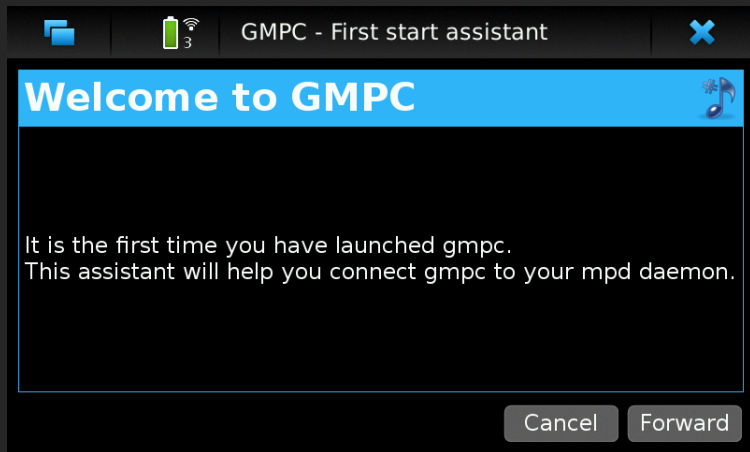 3
GMPC - First start assistant
Welcome to GMPC
It is the first time you have launched gmpc.
This assistant will help you connect gmpc to your mpd daemon.
Cancel
Forward